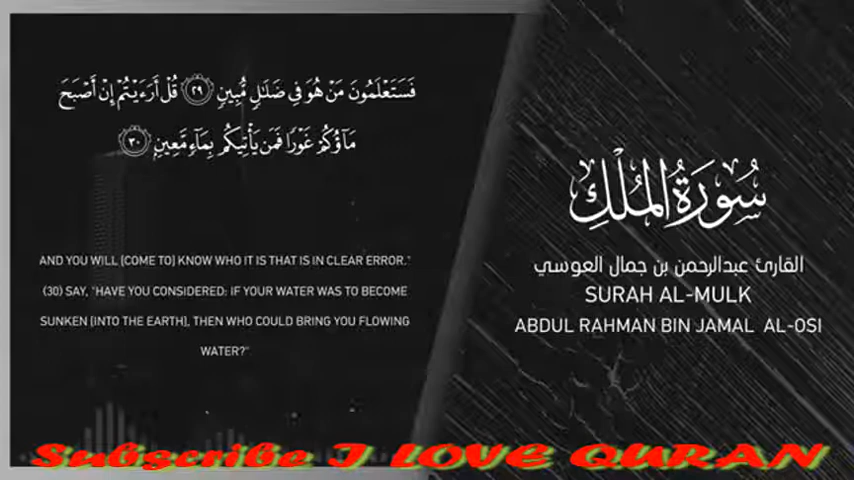 فَسَتَعْلَمُونَ مَنْ هُوَ فِي ضَلَٰلٍ مُّبِينٍ ٢٩ قُلْ أَرَءَيْتُمْ إِنْ أَصْبَحَ
مَآؤُكُمْ غَوْرًا فَمَن يَأْتِيكُم بِمَآءٍ مَّعِينٍۭ ٣٠
AND YOU WILL [COME TO] KNOW WHO IT IS THAT IS IN CLEAR ERROR."
(30) SAY, "HAVE YOU CONSIDERED: IF YOUR WATER WAS TO BECOME
SUNKEN [INTO THE EARTH], THEN WHO COULD BRING YOU FLOWING
WATER?"
سُورَةُ المُلْكِ
القارئ عبدالرحمن بن جمال العوسي
SURAH AL-MULK
ABDUL RAHMAN BIN JAMAL AL-OSI
Subscribe I LOVE QURAN